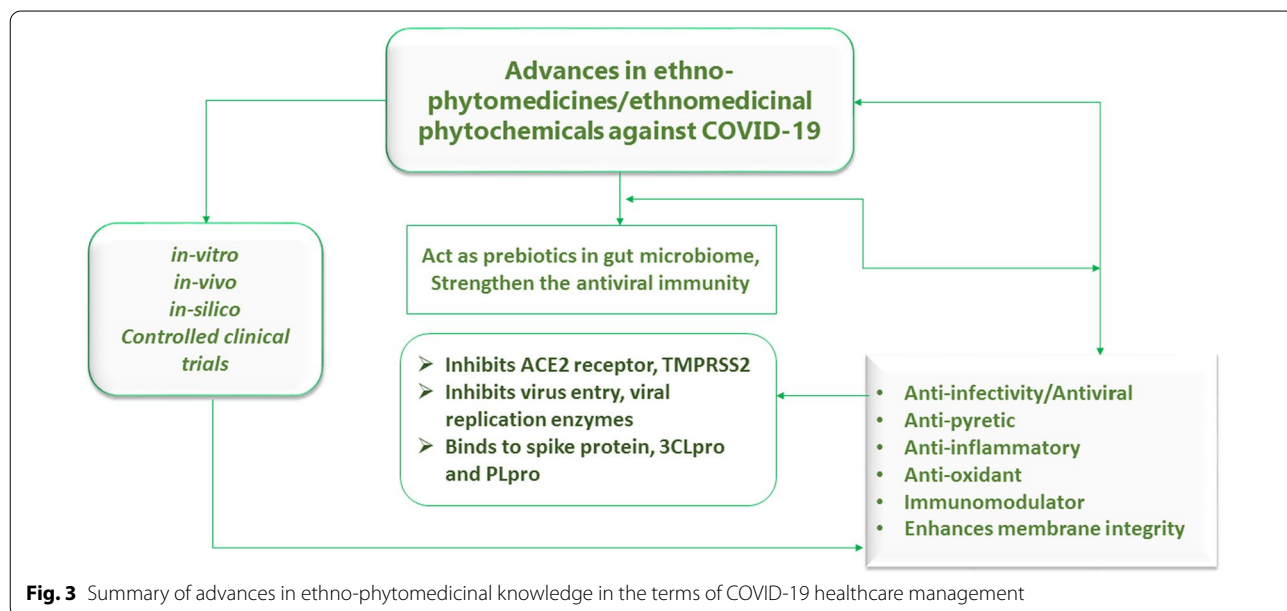 Advances in ethno-
phytomedicines/ethnomedicinal
phytochemicals against COVID-19
in-vitro
in-vivo
in-silico
Controlled clinical
trials
Act as prebiotics in gut microbiome,
Strengthen the antiviral immunity
➢ Inhibits ACE2 receptor, TMPRSS2
➢ Inhibits virus entry, viral
replication enzymes
➢ Binds to spike protein, 3CLpro
and PLpro
• Anti-infectivity/Antiviral
• Anti-pyretic
• Anti-inflammatory
• Anti-oxidant
• Immunomodulator
• Enhances membrane integrity
Fig. 3 Summary of advances in ethno-phytomedicinal knowledge in the terms of COVID-19 healthcare management